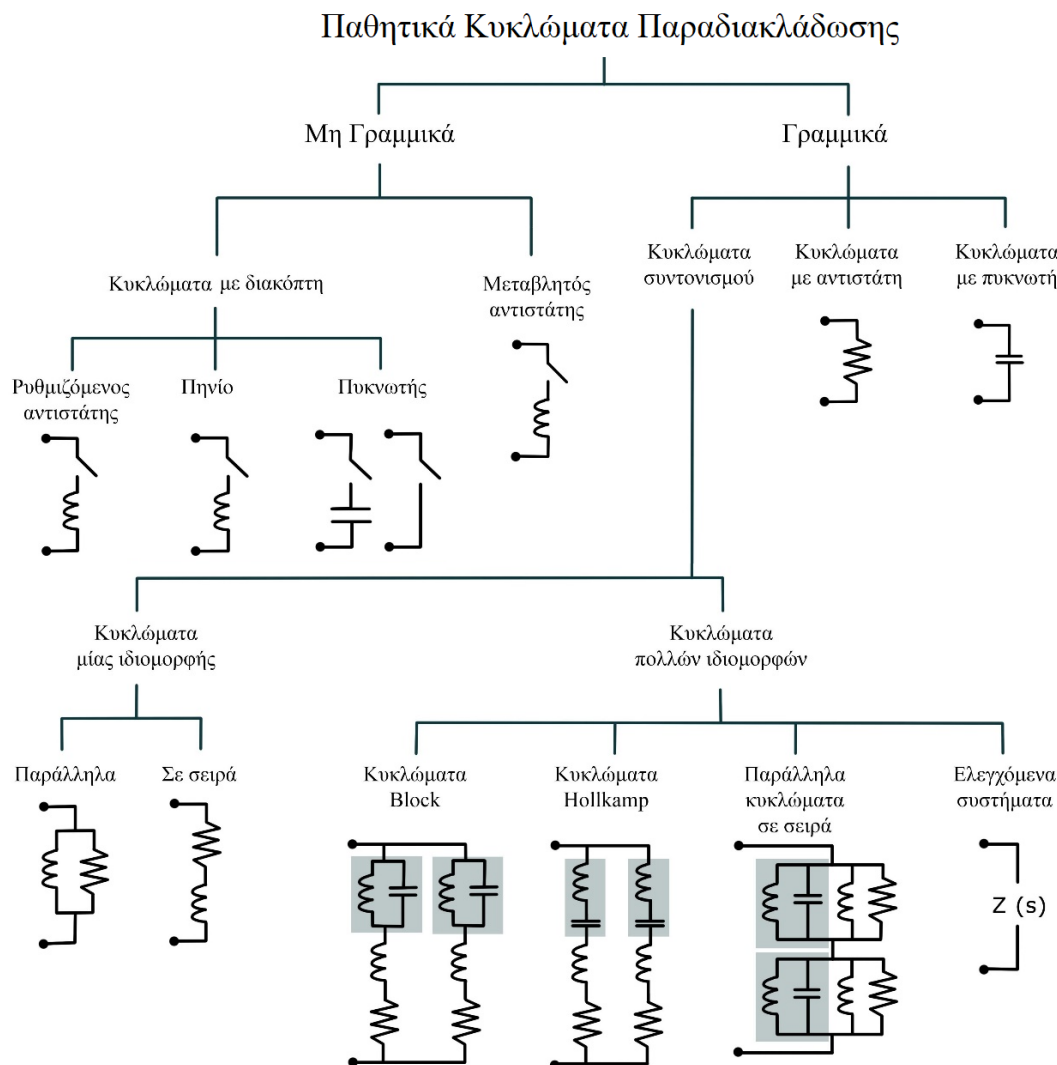 Παθητικά Κυκλώματα Παραδιακλάδωσης
Μη Γραμμικά
Γραμμικά
Κυκλώματα με διακόπτη
Μεταβλητός
αντιστάτης
Κυκλώματα
συντονισμού
Κυκλώματα
με αντιστάτη
Κυκλώματα
με πυκνωτή
Ρυθμιζόμενος
αντιστάτης
Πηνίο
Πυκνωτής
Κυκλώματα
μίας ιδιομορφής
Κυκλώματα
πολλών ιδιομορφών
Παράλληλα
Σε σειρά
Κυκλώματα
Block
Κυκλώματα
Hollkamp
Παράλληλα
κυκλώματα
σε σειρά
Ελεγχόμενα
συστήματα
Z (s)